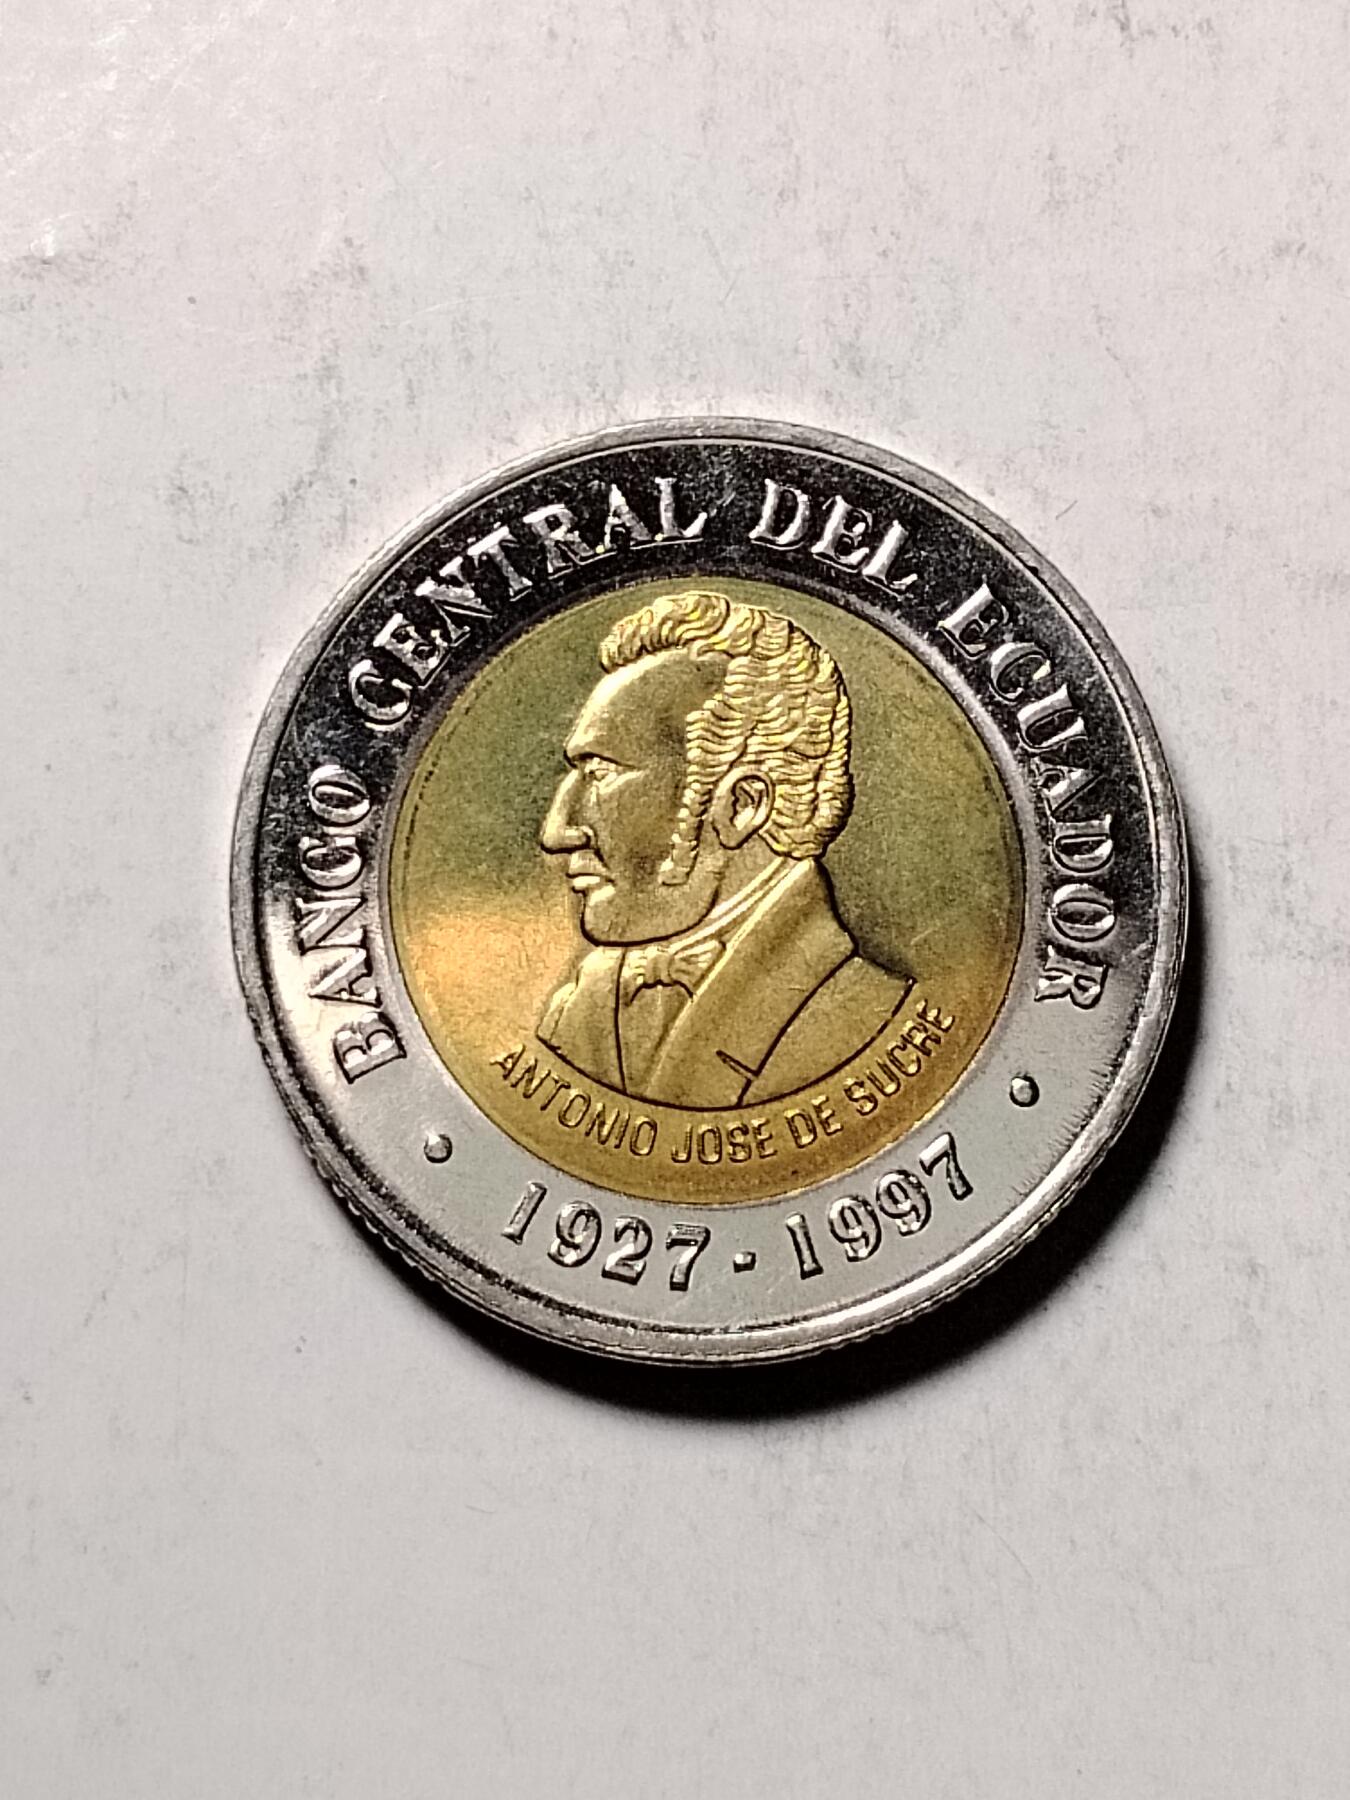 BANCO CENTRAL DEL ECUADOR
ANTONIO JOSE DE SUCRE
• 1927 - 1997 •